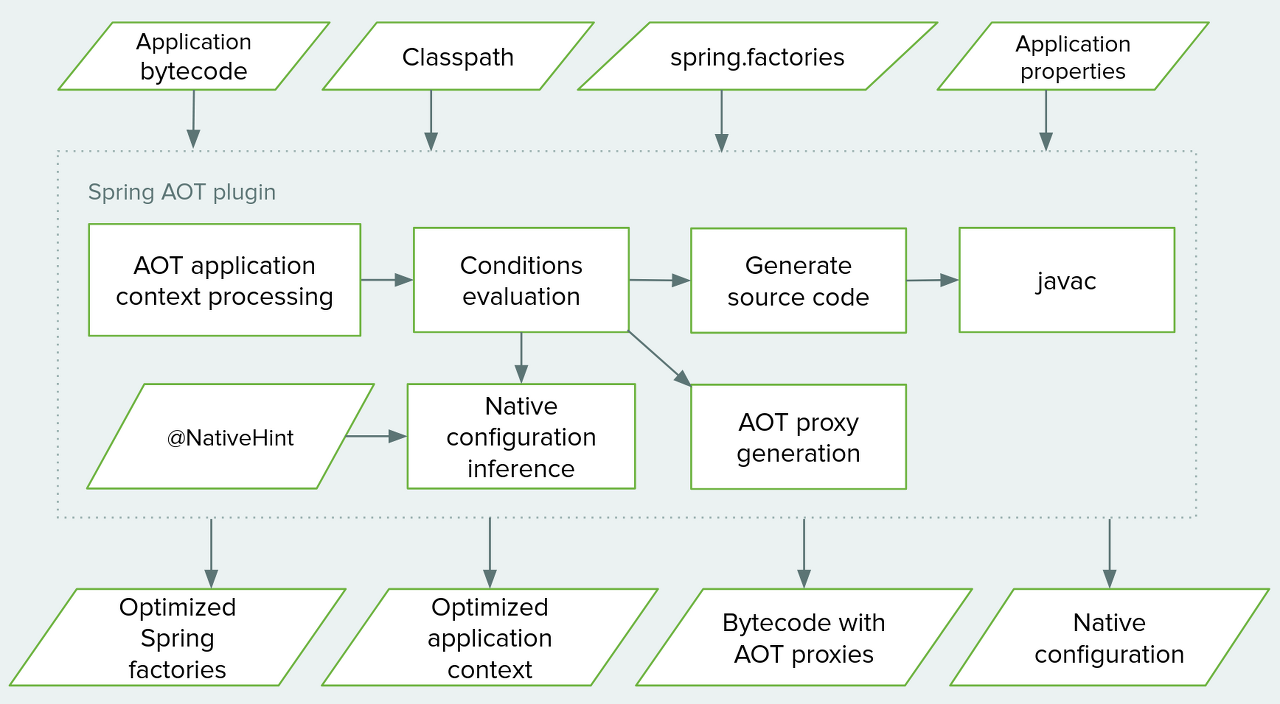 Application
bytecode
Classpath
spring.factories
Application
properties
Spring AOT plugin
AOT application
context processing
Conditions
evaluation
Generate
source code
javac
@NativeHint
Native
configuration
inference
AOT proxy
generation
Optimized
Spring
factories
Optimized
application
context
Bytecode with
AOT proxies
Native
configuration